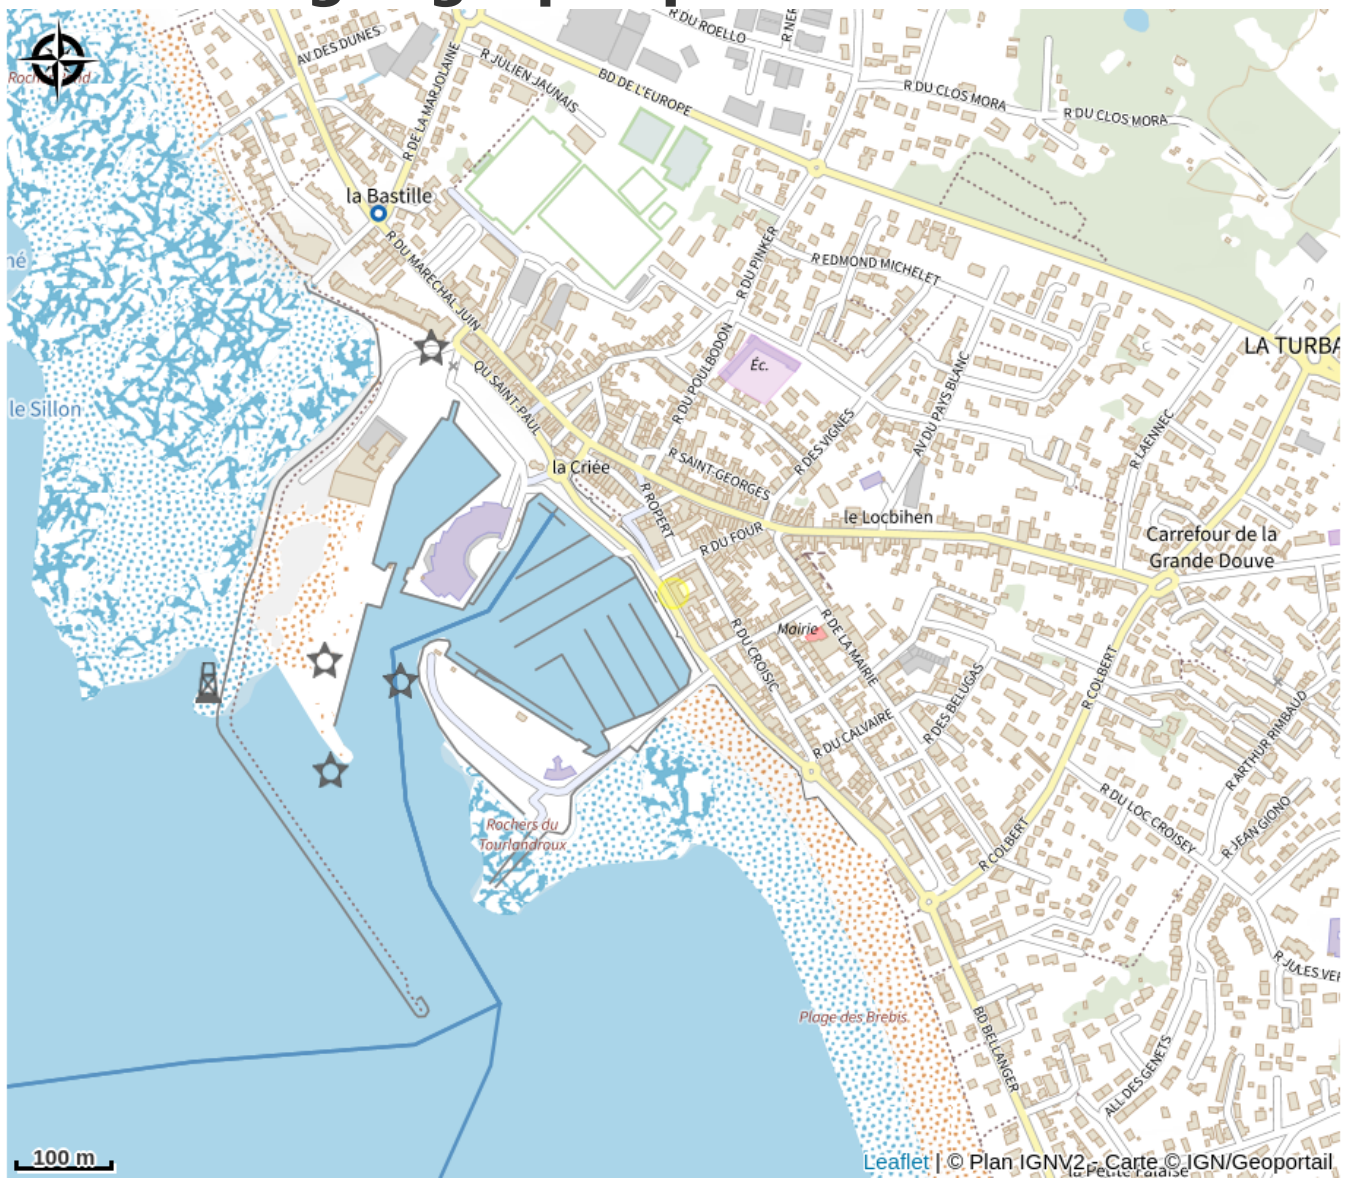 R DU ROELLO
AV DES DUNES
R DE LA MARJOLAINE
R JULIEN JAUNAIS
BD DE L'EUROPE
R DU CLOS MORA
R DU CLOS MORA
la Bastille
R DU MARECHAL JUIN
R DU PINKER
R EDMOND MICHELET
LA TURBA
QU SAINT-PAUL
R DU POULBODON
Éc.
AV DU PAYS BLANC
le Sillon
R LAENNEC
la Criée
R SAINT-GEORGES
R DES VIGNES
R ROPERT
le Locbihen
R DU FOUR
Carrefour de la
Grande Douve
Mairie
R DU CROISIC
R DE LA MAIRIE
R DES BELUGAS
R COLBERT
R DU CALVAIRE
R ARTHUR RIMBAUD
R DU LOC CROISEY
R JEAN GIONO
R COLBERT
Rochers du
Tourlandroux
R JULES VER
Plage des Brebis
BD BELLANGER
ALL DES GENETS
100 m
Leaflet | © Plan IGNV2 - Carte © IGN/Geoportail
la Petite Falaise